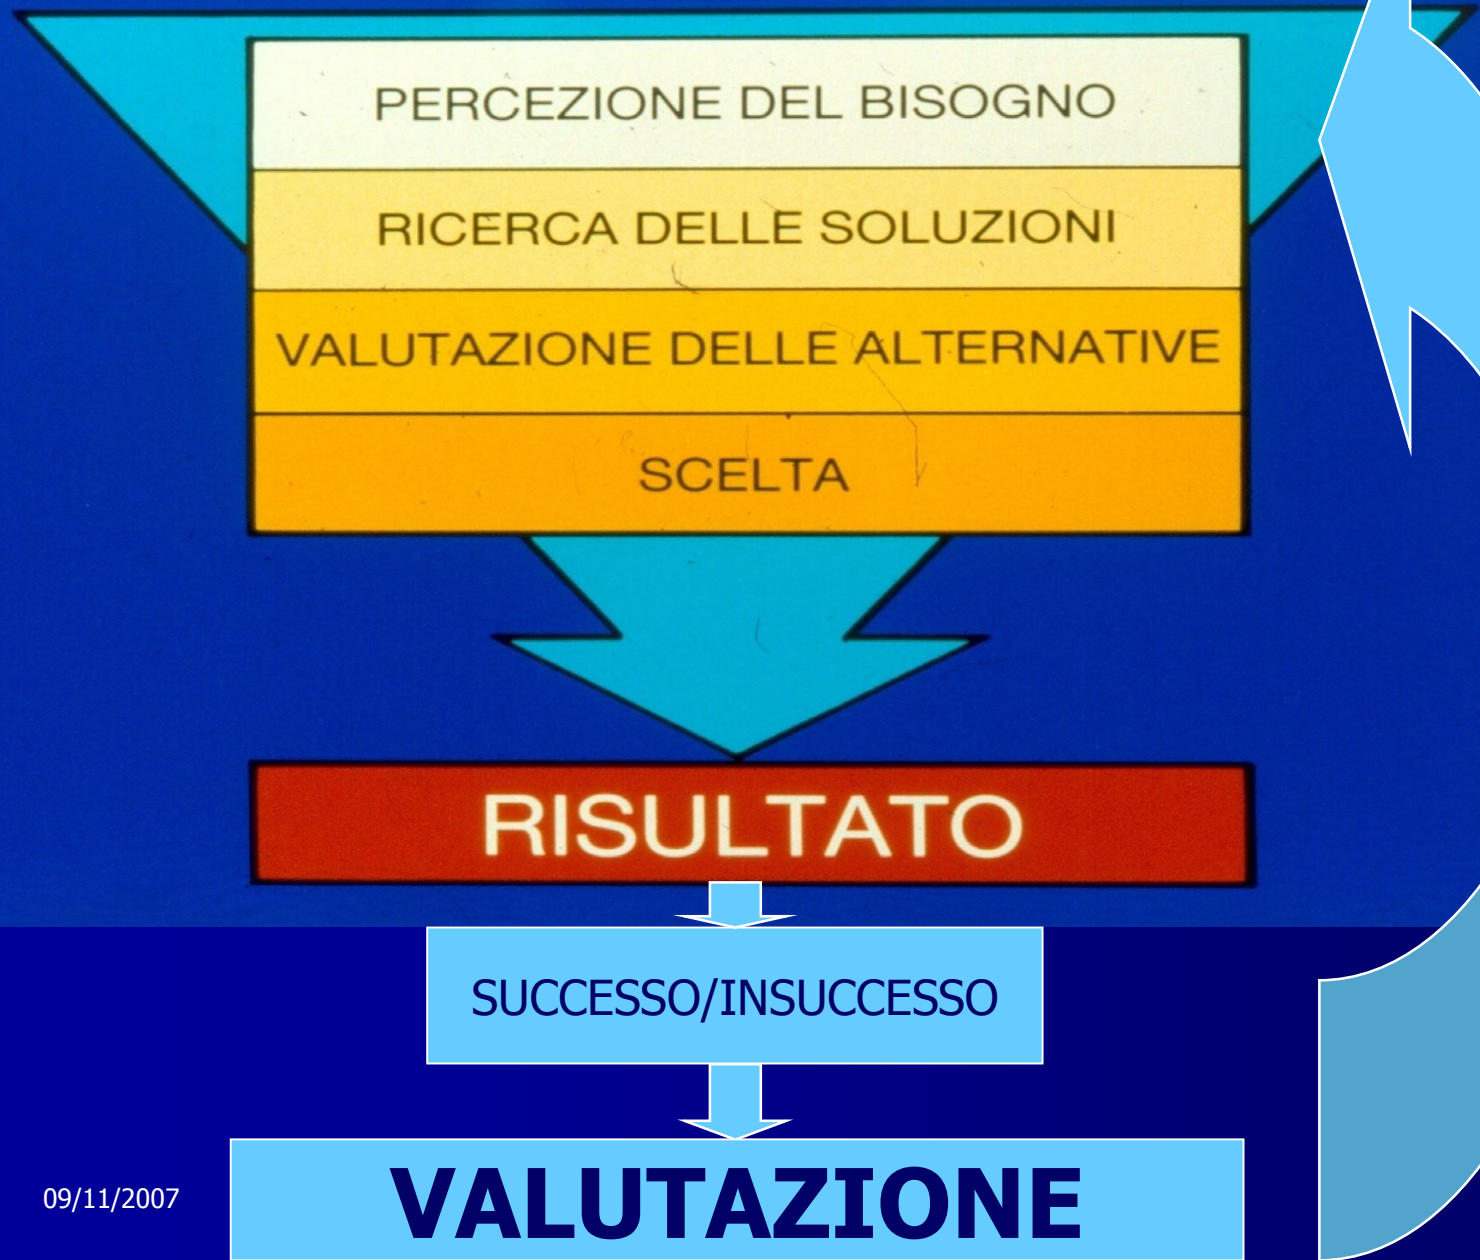 PERCEZIONE DEL BISOGNO
RICERCA DELLE SOLUZIONI
VALUTAZIONE DELLE ALTERNATIVE
SCELTA
RISULTATO
SUCCESSO/INSUCCESSO
VALUTAZIONE
09/11/2007